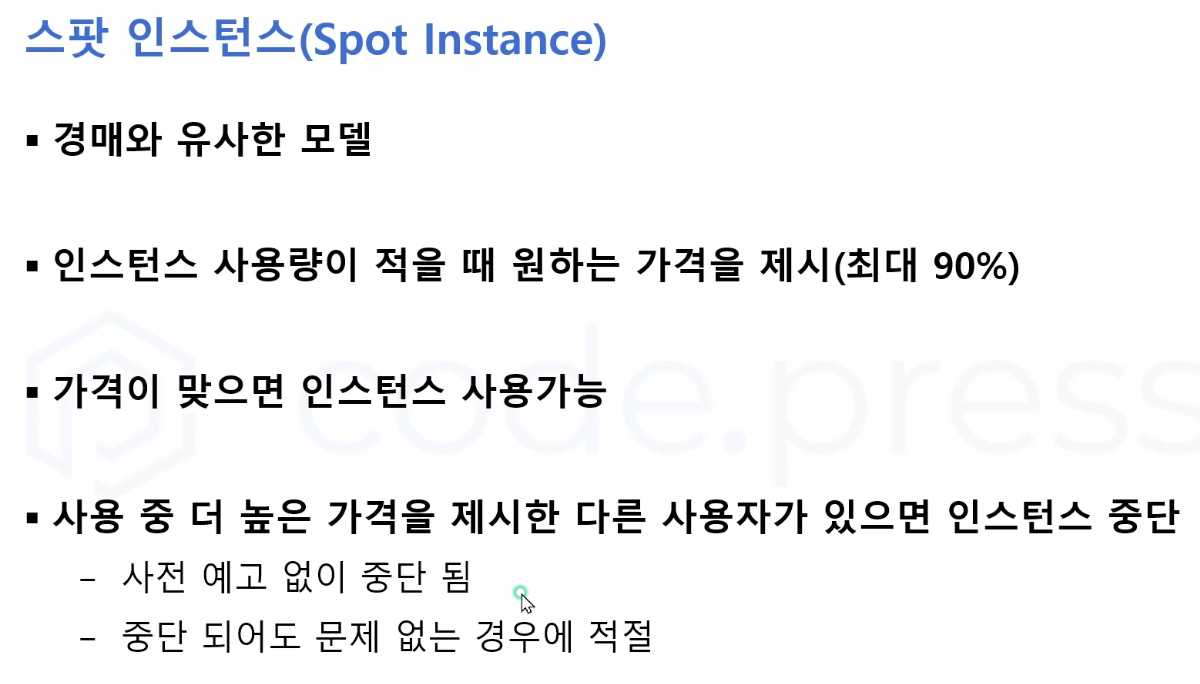 스팟 인스턴스(Spot Instance)
▪ 경매와 유사한 모델
▪ 인스턴스 사용량이 적을 때 원하는 가격을 제시(최대 90%)
▪ 가격이 맞으면 인스턴스 사용가능
▪ 사용 중 더 높은 가격을 제시한 다른 사용자가 있으면 인스턴스 중단
– 사전 예고 없이 중단 됨
– 중단 되어도 문제 없는 경우에 적절
code.press